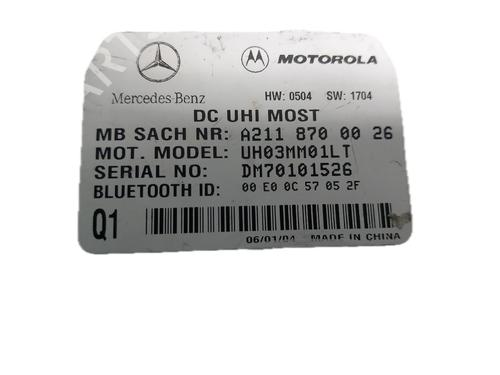 MOTOROLA
Mercedes-Benz HW: 0504 SW: 1704
DC UHI MOST
MB SACH NR: A211 870 00 26
MOT. MODEL: UH03MM01LT
SERIAL NO: DM70101526
BLUETOOTH ID: 00 E0 0C 57 05 2F
Q1
06/01/04 MADE IN CHINA